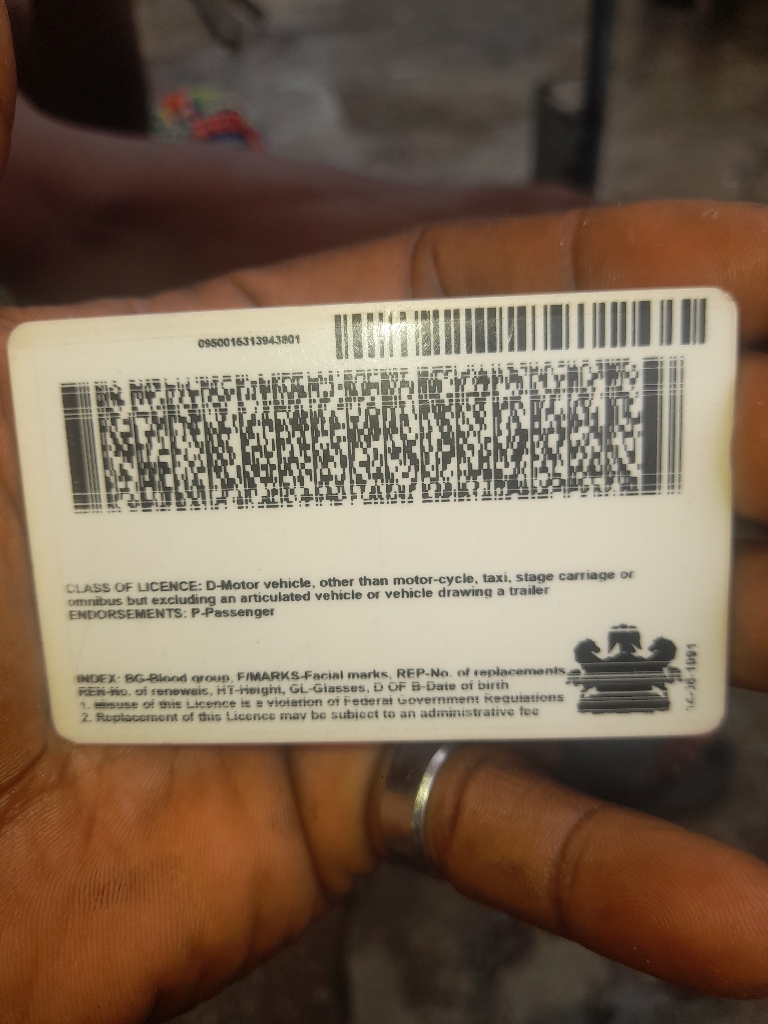 0950015313943801
CLASS OF LICENCE: D-Motor vehicle, other than motor-cycle, taxi, stage carriage or
omnibus but excluding an articulated vehicle or vehicle drawing a trailer
ENDORSEMENTS: P-Passenger
INDEX: BG-Blood group, F/MARKS-Facial marks, REP-No. of replacements
REN-No. of renewals, HT-Height, GL-Glasses, D OF B-Date of birth
1. Misuse of this Licence is a violation of Federal Government Regulations
2. Replacement of this Licence may be subject to an administrative fee